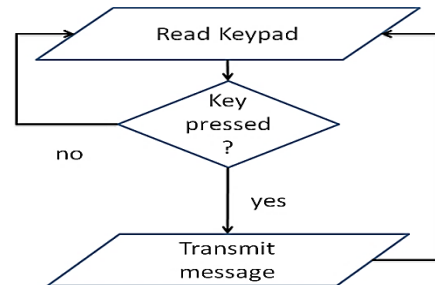 Read Keypad
Key
pressed
?
no
yes
Transmit
message